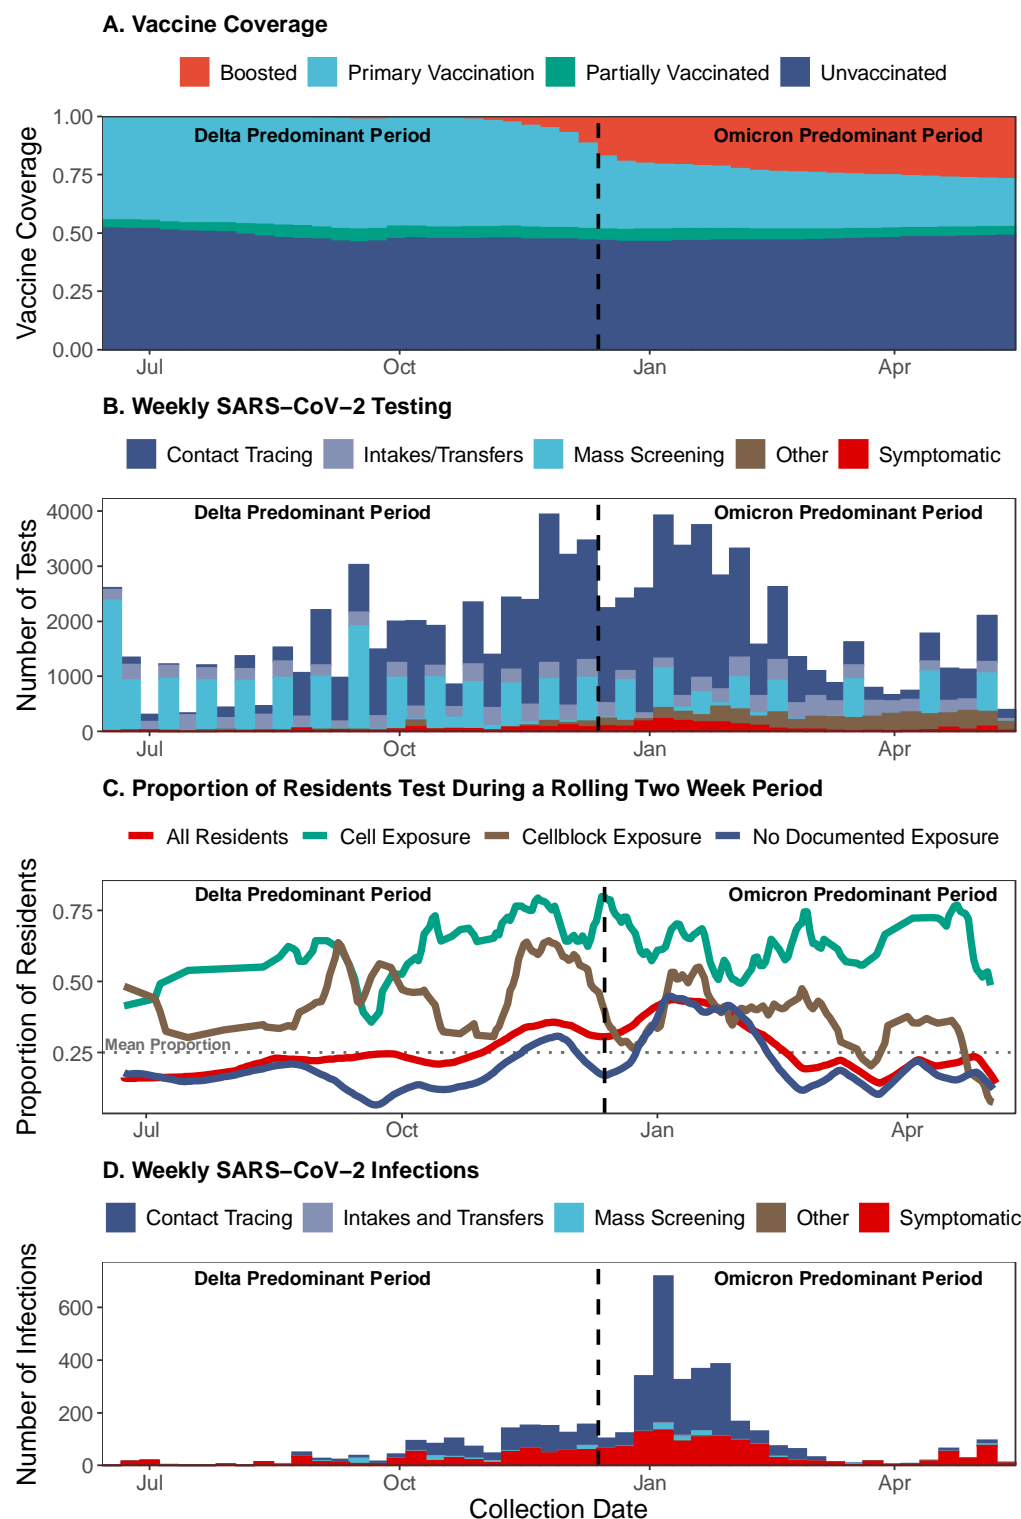 A. Vaccine Coverage
Boosted Primary Vaccination Partially Vaccinated Unvaccinated
Vaccine Coverage
1.00
0.75
0.50
0.25
0.00
Delta Predominant Period
Omicron Predominant Period
Jul Oct Jan Apr
B. Weekly SARS−CoV−2 Testing
Contact Tracing Intakes/Transfers Mass Screening Other Symptomatic
Number of Tests
4000
3000
2000
1000
0
Delta Predominant Period
Omicron Predominant Period
Jul Oct Jan Apr
C. Proportion of Residents Test During a Rolling Two Week Period
All Residents Cell Exposure Cellblock Exposure No Documented Exposure
Proportion of Residents
0.75
0.50
0.25
Delta Predominant Period
Omicron Predominant Period
Mean Proportion
Jul Oct Jan Apr
D. Weekly SARS−CoV−2 Infections
Contact Tracing Intakes and Transfers Mass Screening Other Symptomatic
Number of Infections
600
400
200
0
Delta Predominant Period
Omicron Predominant Period
Jul Oct Jan Apr
Collection Date